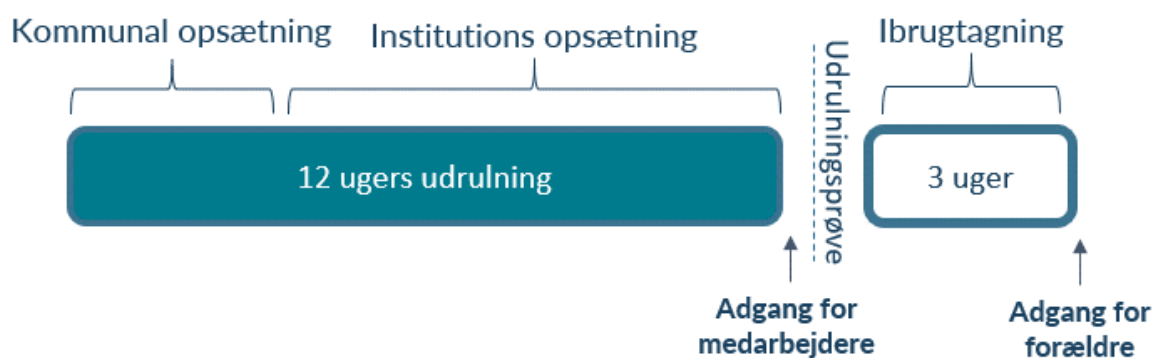 Kommunal opsætning
Institutions opsætning
Ibrugtagning
12 ugers udrulning
Udrulningsprøve
3 uger
Adgang for
medarbejdere
Adgang for
forældre